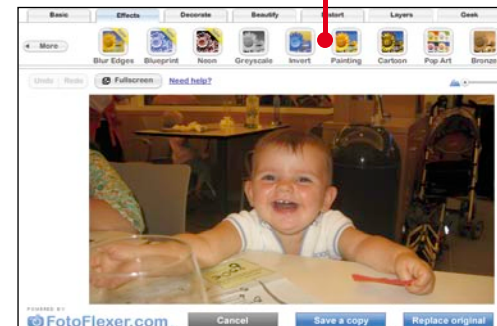 Basic Effects Decorate Beautify Distort Layers Geek
More
Blur Edges Blueprint Neon Greyscale Invert Painting Cartoon Pop Art Bronze
Undo Redo Fullscreen Need help?
POWERED BY
FotoFlexer.com Cancel Save a copy Replace original